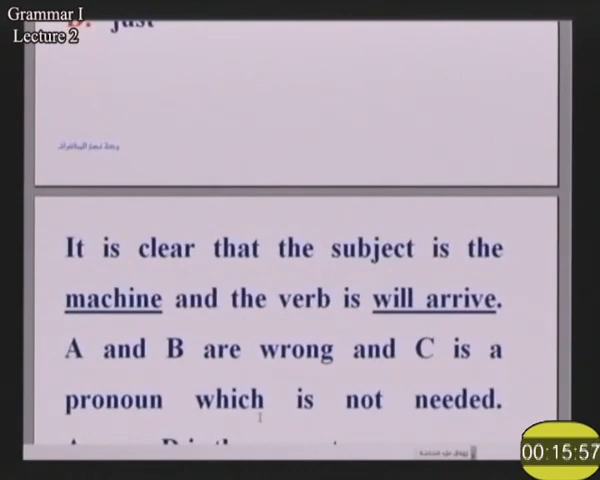 Grammar I
Lecture 2
just
It is clear that the subject is the
machine and the verb is will arrive.
A and B are wrong and C is a
pronoun which is not needed.
00:15:57